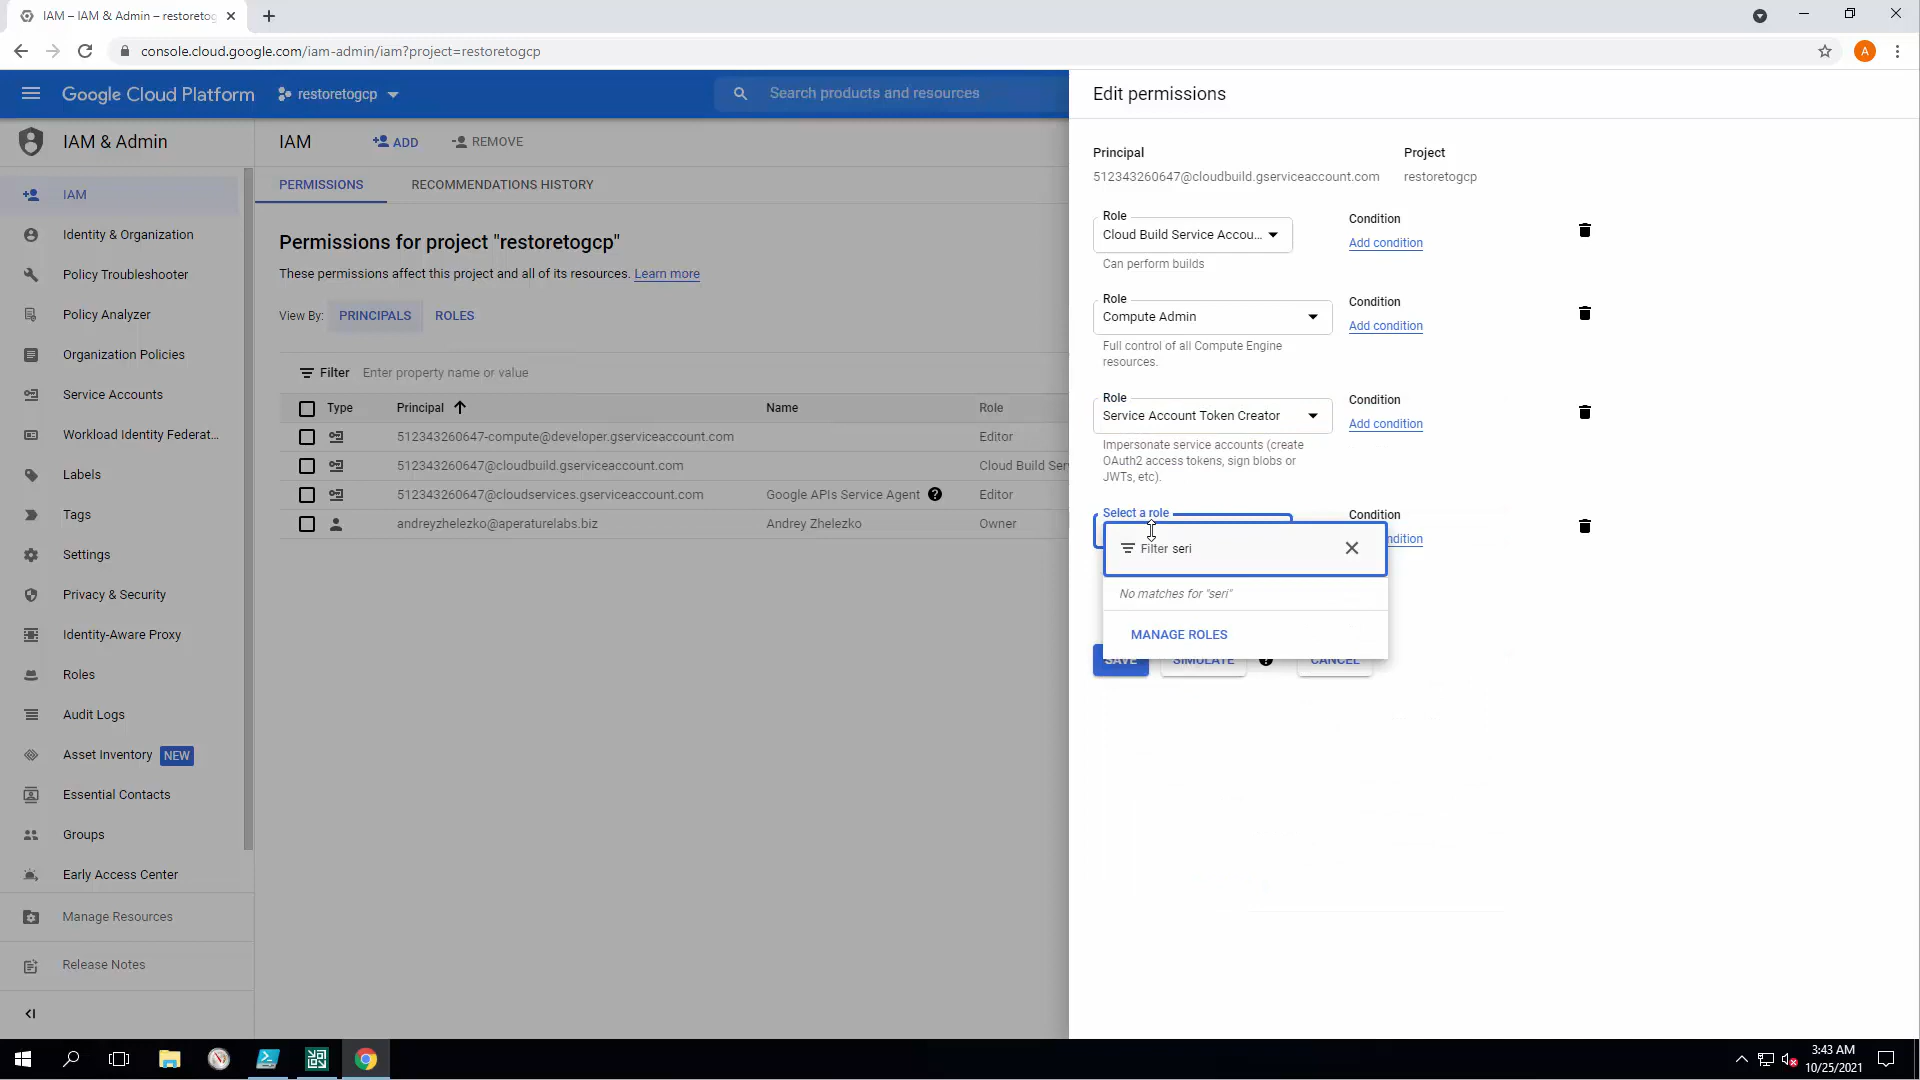 IAM – IAM & Admin – restoretog
console.cloud.google.com/iam-admin/iam?project=restoretogcp
A
Google Cloud Platform
restoretogcp
Search products and resources
Edit permissions
IAM & Admin
IAM
ADD
REMOVE
PERMISSIONS
RECOMMENDATIONS HISTORY
IAM
Identity & Organization
Policy Troubleshooter
Policy Analyzer
Organization Policies
Service Accounts
Workload Identity Federat...
Labels
Tags
Settings
Privacy & Security
Identity-Aware Proxy
Roles
Audit Logs
Asset Inventory NEW
Essential Contacts
Groups
Early Access Center
Manage Resources
Release Notes
Permissions for project "restoretogcp"
These permissions affect this project and all of its resources. Learn more
View By: PRINCIPALS ROLES
Filter Enter property name or value
Type Principal Name Role
512343260647-compute@developer.gserviceaccount.com Editor
512343260647@cloudbuild.gserviceaccount.com Cloud Build Ser
512343260647@cloudservices.gserviceaccount.com Google APIs Service Agent Editor
andreyzhelezko@aperaturelabs.biz Andrey Zhelezko Owner
Principal Project
512343260647@cloudbuild.gserviceaccount.com restoretogcp
Role Condition
Cloud Build Service Accou... Add condition
Can perform builds
Role Condition
Compute Admin Add condition
Full control of all Compute Engine
resources.
Role Condition
Service Account Token Creator Add condition
Impersonate service accounts (create
OAuth2 access tokens, sign blobs or
JWTs, etc).
Select a role Condition
ndition
Filter seri
No matches for "seri"
MANAGE ROLES
SAVE SIMULATE CANCEL
3:43 AM
10/25/2021